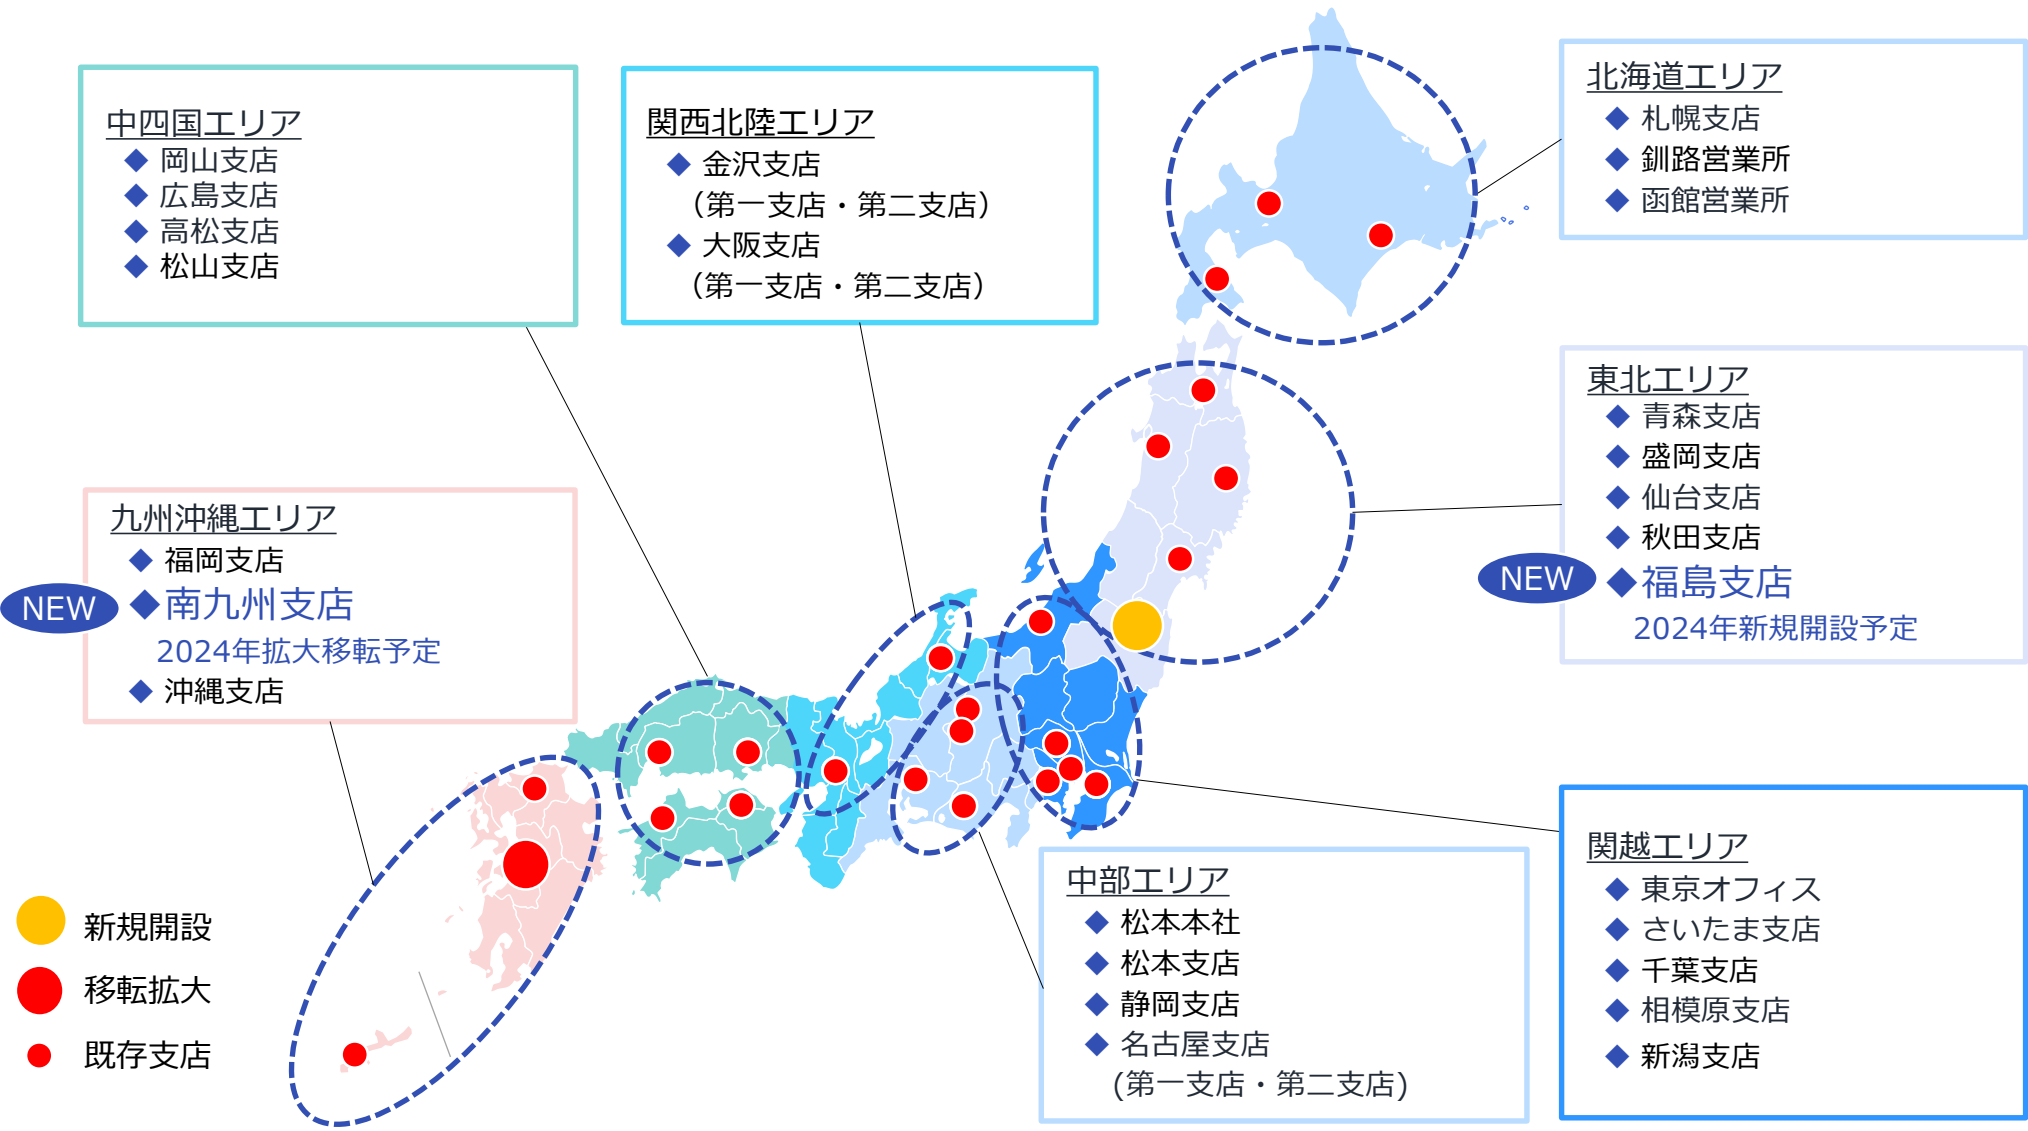 中四国エリア
◆ 岡山支店
◆ 広島支店
◆ 高松支店
◆ 松山支店
関西北陸エリア
◆ 金沢支店
（第一支店・第二支店）
◆ 大阪支店
（第一支店・第二支店）
北海道エリア
◆ 札幌支店
◆ 釧路営業所
◆ 函館営業所
東北エリア
◆ 青森支店
◆ 盛岡支店
◆ 仙台支店
◆ 秋田支店
NEW
◆福島支店
2024年新規開設予定
九州沖縄エリア
◆ 福岡支店
NEW
◆南九州支店
2024年拡大移転予定
◆ 沖縄支店
関越エリア
◆ 東京オフィス
◆ さいたま支店
◆ 千葉支店
◆ 相模原支店
◆ 新潟支店
中部エリア
◆ 松本本社
◆ 松本支店
◆ 静岡支店
◆ 名古屋支店
(第一支店・第二支店)
新規開設
移転拡大
既存支店